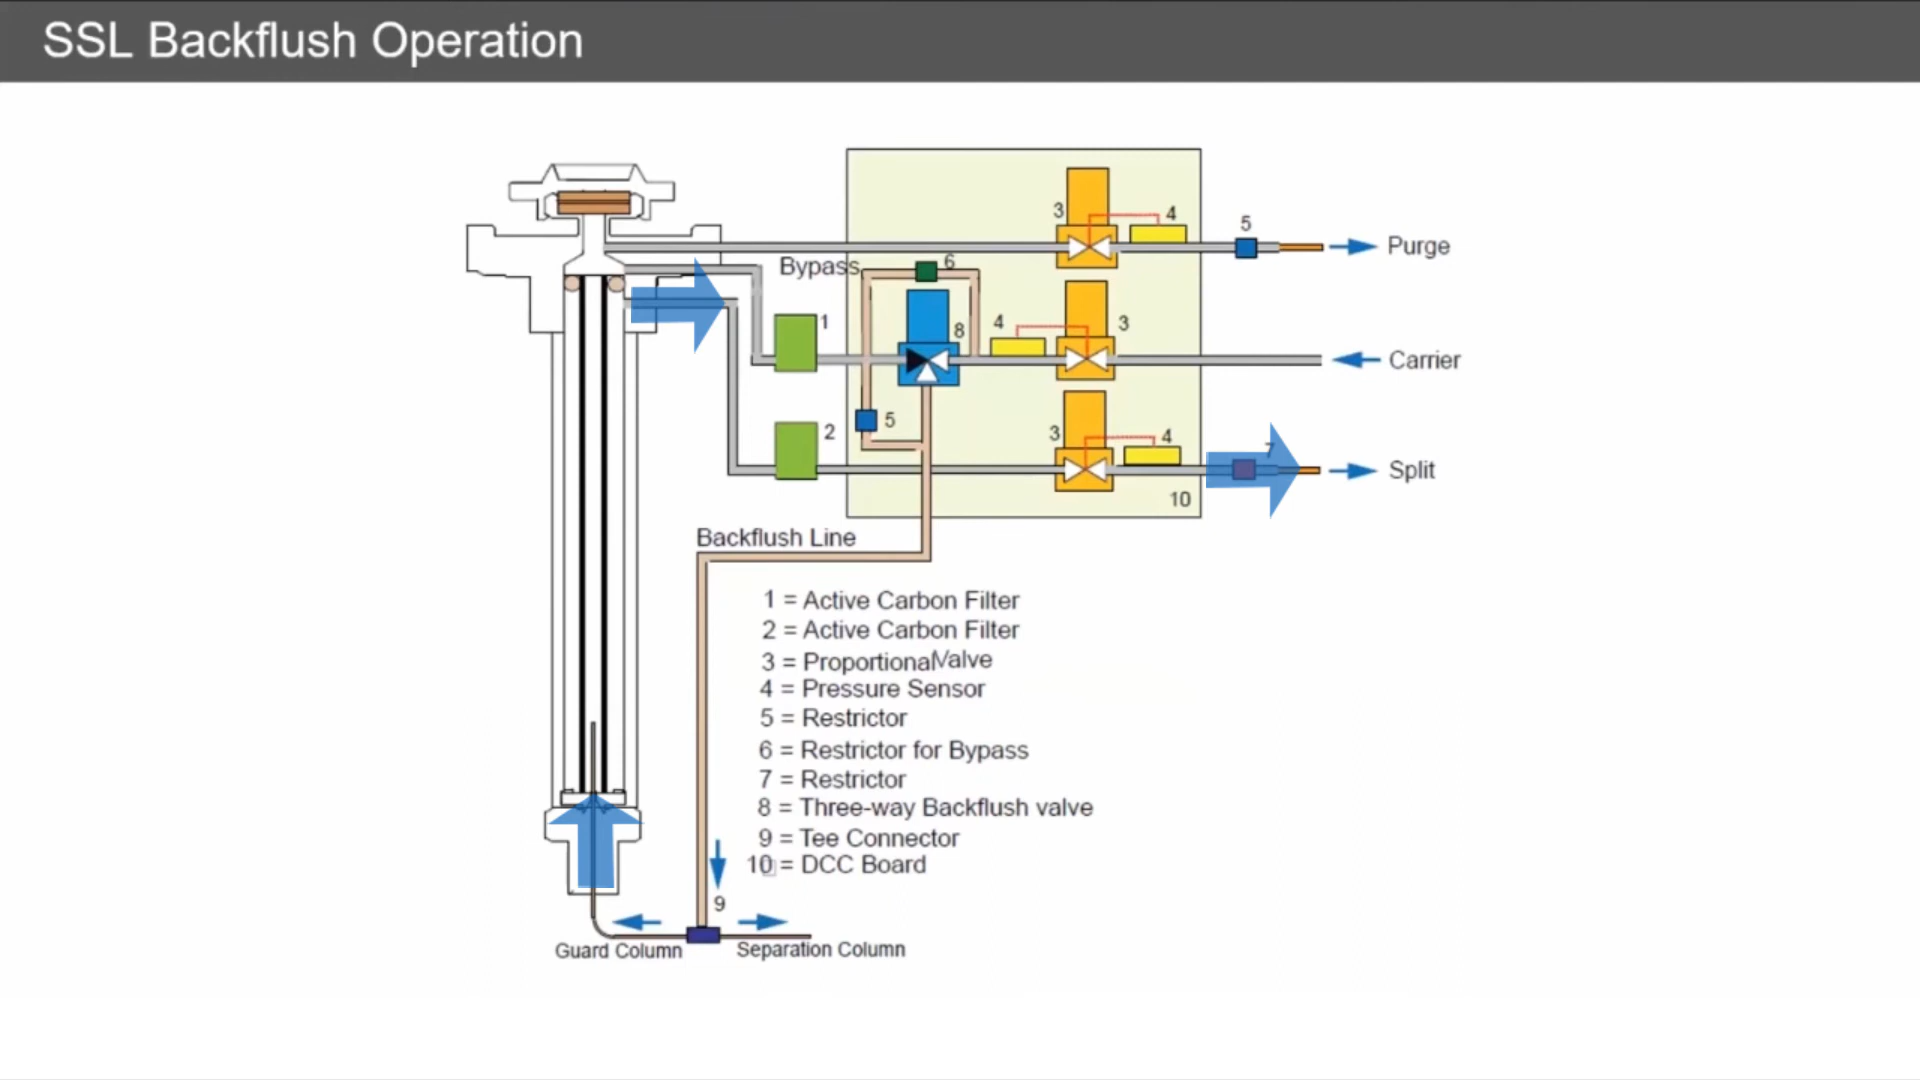 SSL Backflush Operation
3
4
5
Purge
Bypass
6
1
8
4
3
Carrier
5
2
3
4
7
Split
10
Backflush Line
1 = Active Carbon Filter
2 = Active Carbon Filter
3 = ProportionalValve
4 = Pressure Sensor
5 = Restrictor
6 = Restrictor for Bypass
7 = Restrictor
8 = Three-way Backflush valve
9 = Tee Connector
10 = DCC Board
9
Guard Column
Separation Column